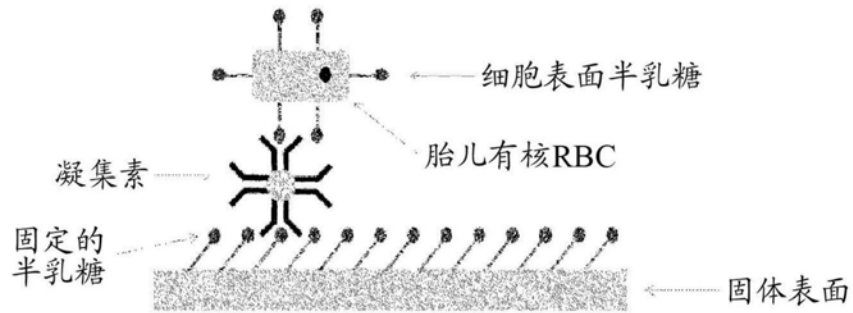 细胞表面半乳糖
胎儿有核RBC
凝集素
固定的
半乳糖
固体表面